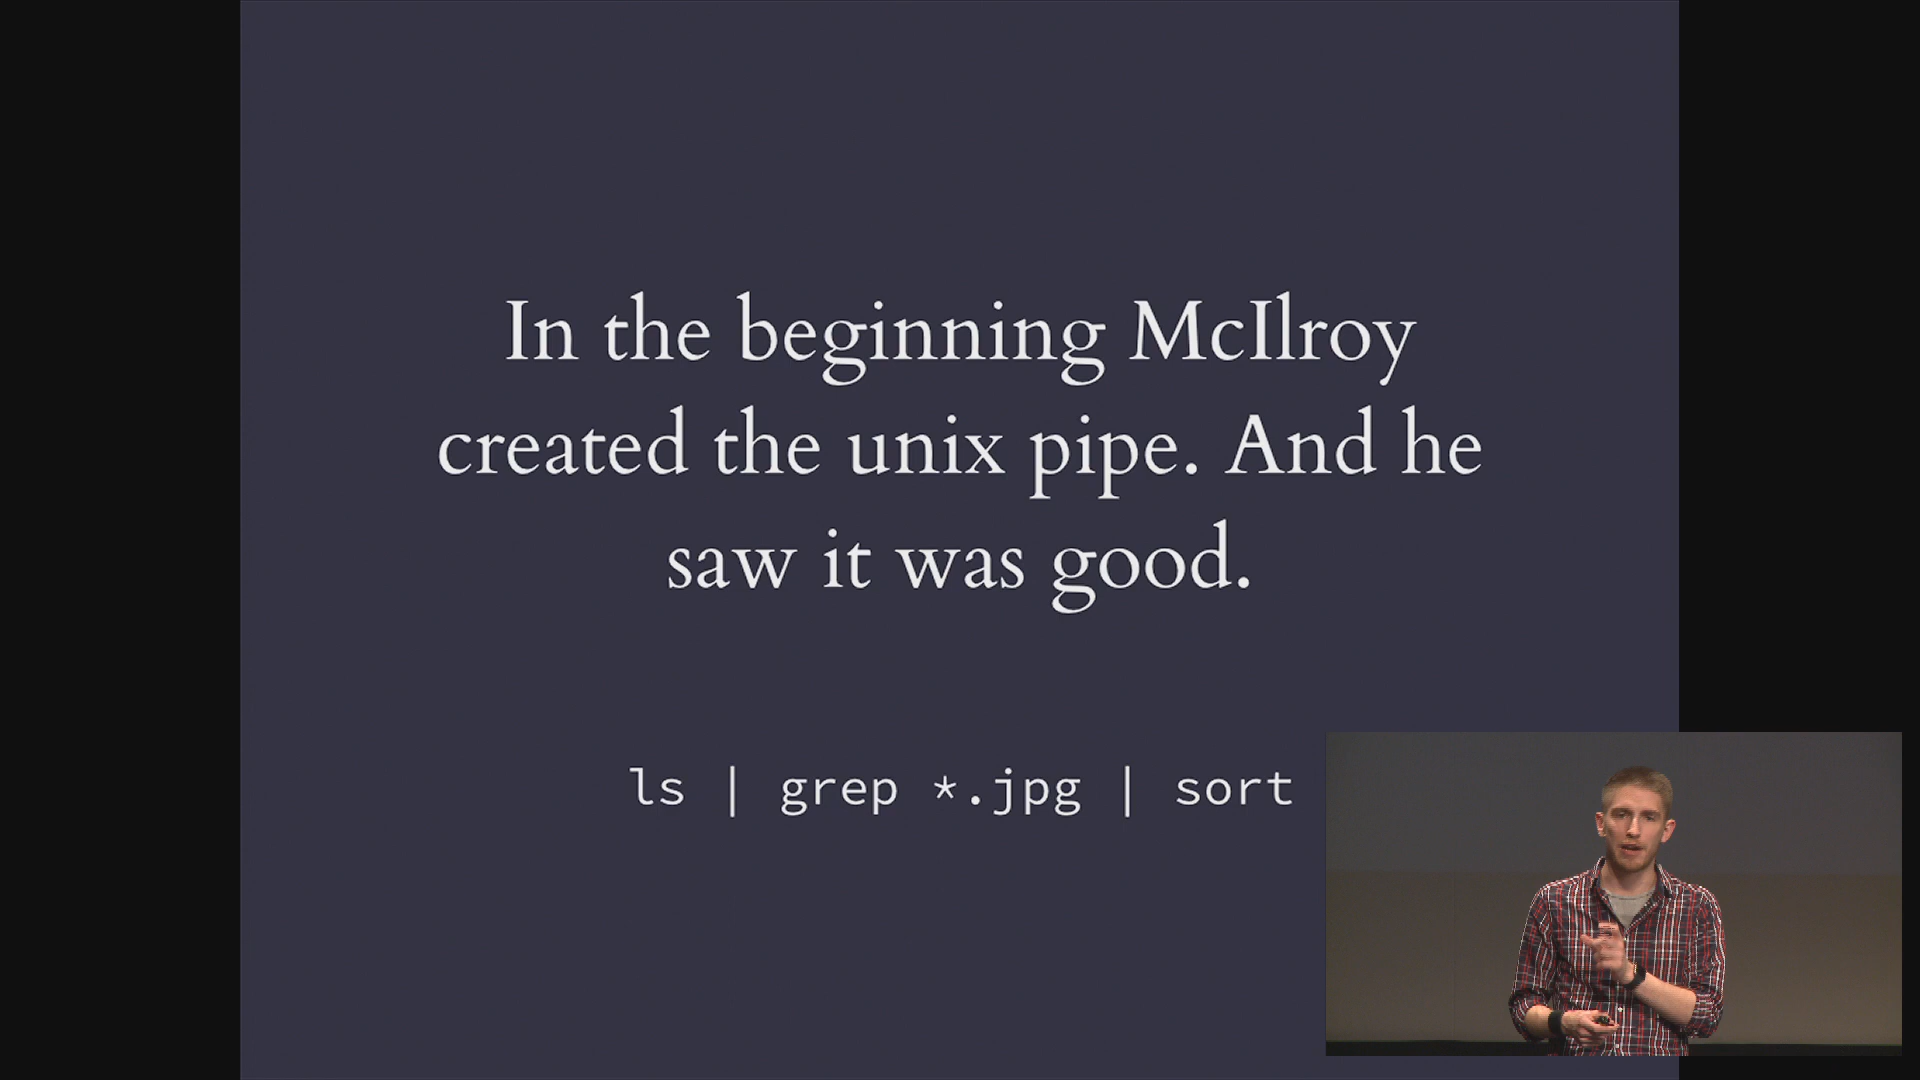 In the beginning McIlroy
created the unix pipe. And he
saw it was good.
ls | grep *.jpg | sort